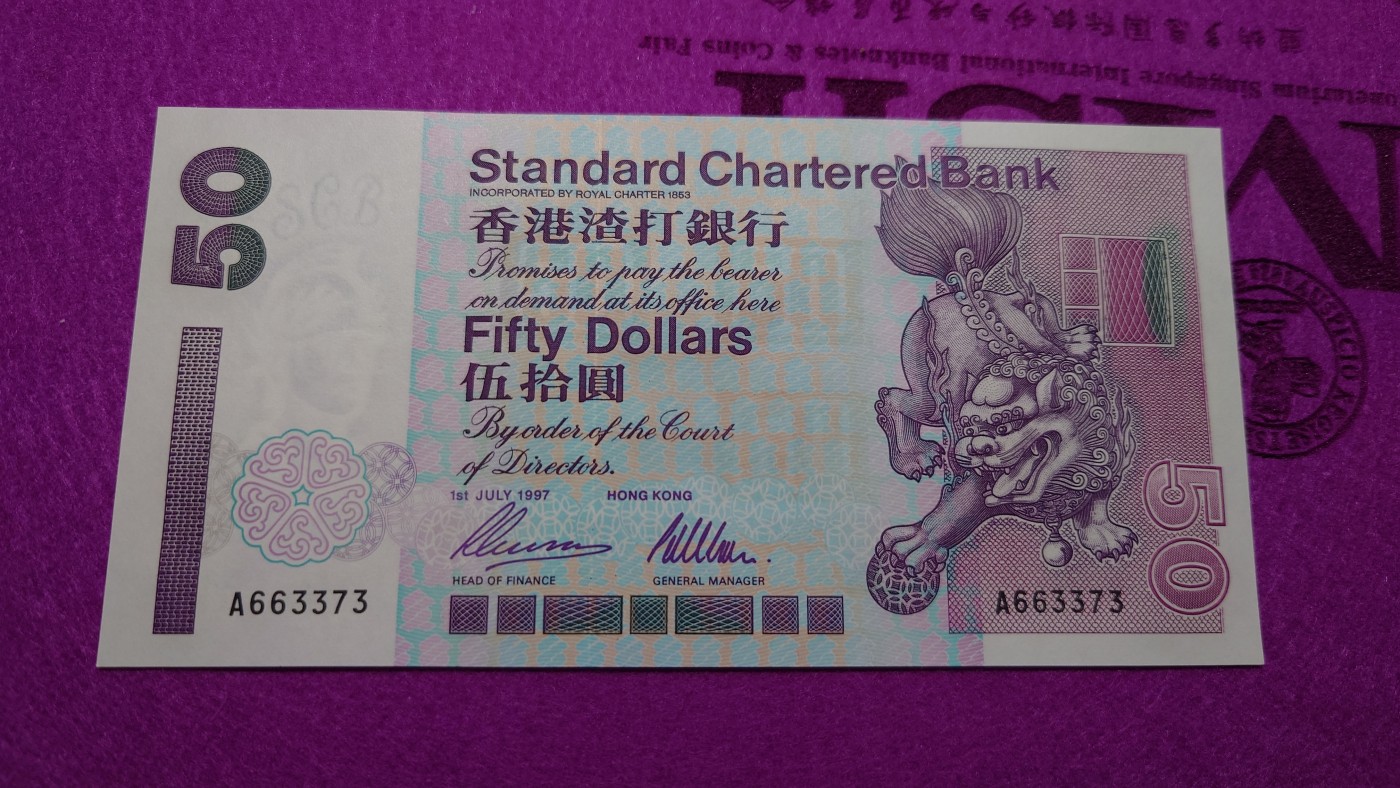 Singapore International Banknotes & Coins Fair
50
Standard Chartered Bank
INCORPORATED BY ROYAL CHARTER 1853
香港渣打銀行
Promises to pay the bearer
on demand at its office here
Fifty Dollars
伍拾圓
By order of the Court
of Directors.
1st JULY 1997 HONG KONG
HEAD OF FINANCE GENERAL MANAGER
A663373
A663373
50